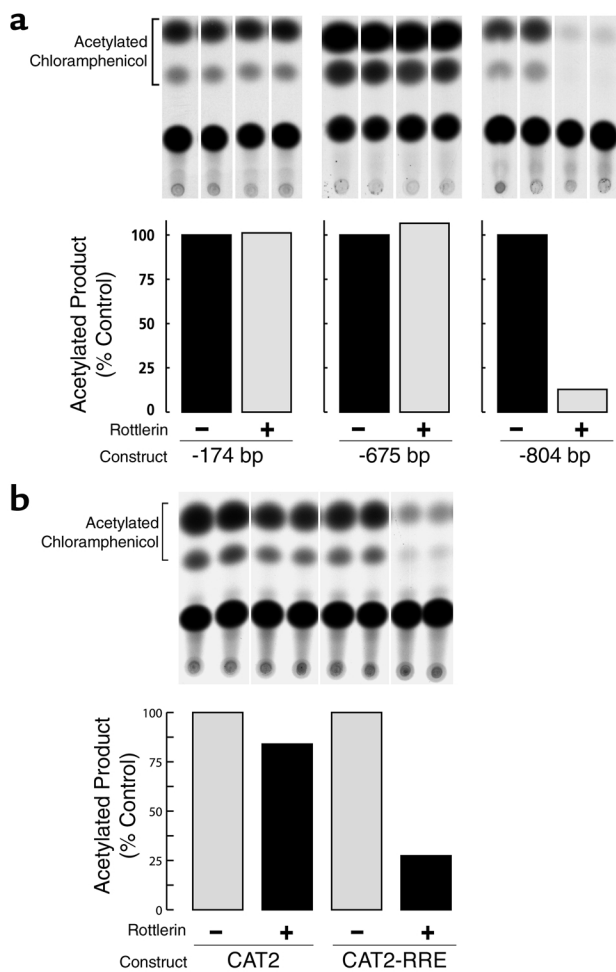 a
Acetylated
Chloramphenicol
Acetylated Product
(% Control)
100
75
50
25
0
Rottlerin − + − + − +
Construct -174 bp -675 bp -804 bp
b
Acetylated
Chloramphenicol
Acetylated Product
(% Control)
100
75
50
25
0
Rottlerin − + − +
Construct CAT2 CAT2-RRE